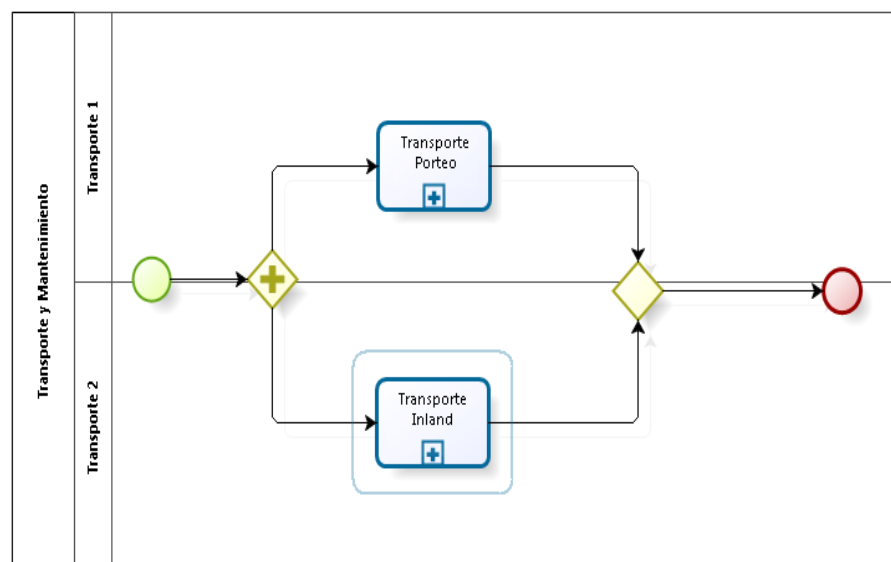 Transporte y Mantenimiento
Transporte 1
Transporte
Porteo
Transporte 2
Transporte
Inland